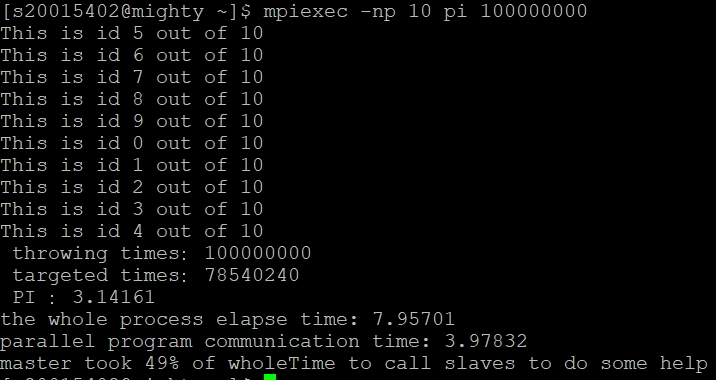 [s20015402@mighty ~]$ mpiexec -np 10 pi 100000000
This is id 5 out of 10
This is id 6 out of 10
This is id 7 out of 10
This is id 8 out of 10
This is id 9 out of 10
This is id 0 out of 10
This is id 1 out of 10
This is id 2 out of 10
This is id 3 out of 10
This is id 4 out of 10
throwing times: 100000000
targeted times: 78540240
PI : 3.14161
the whole process elapse time: 7.95701
parallel program communication time: 3.97832
master took 49% of wholeTime to call slaves to do some help